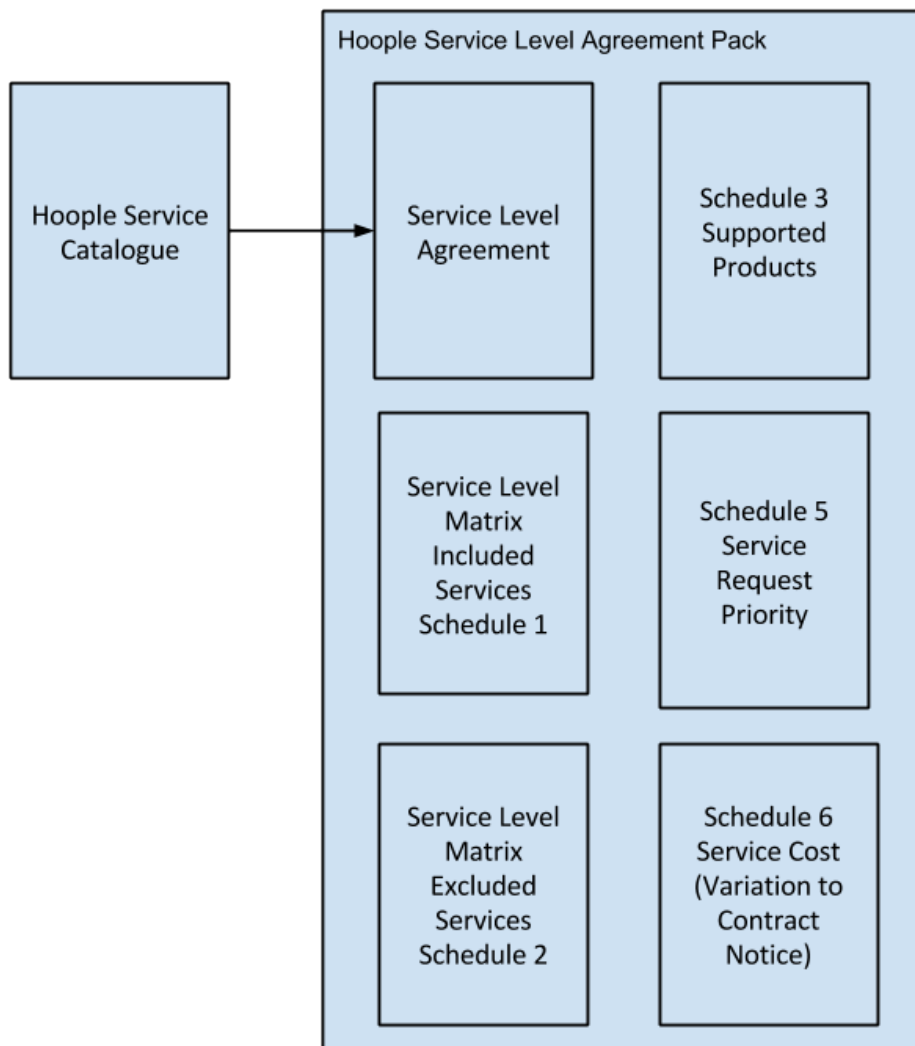 Hoople Service Level Agreement Pack
Hoople Service
Catalogue
Service Level
Agreement
Schedule 3
Supported
Products
Service Level
Matrix
Included
Services
Schedule 1
Schedule 5
Service
Request
Priority
Service Level
Matrix
Excluded
Services
Schedule 2
Schedule 6
Service Cost
(Variation to
Contract
Notice)